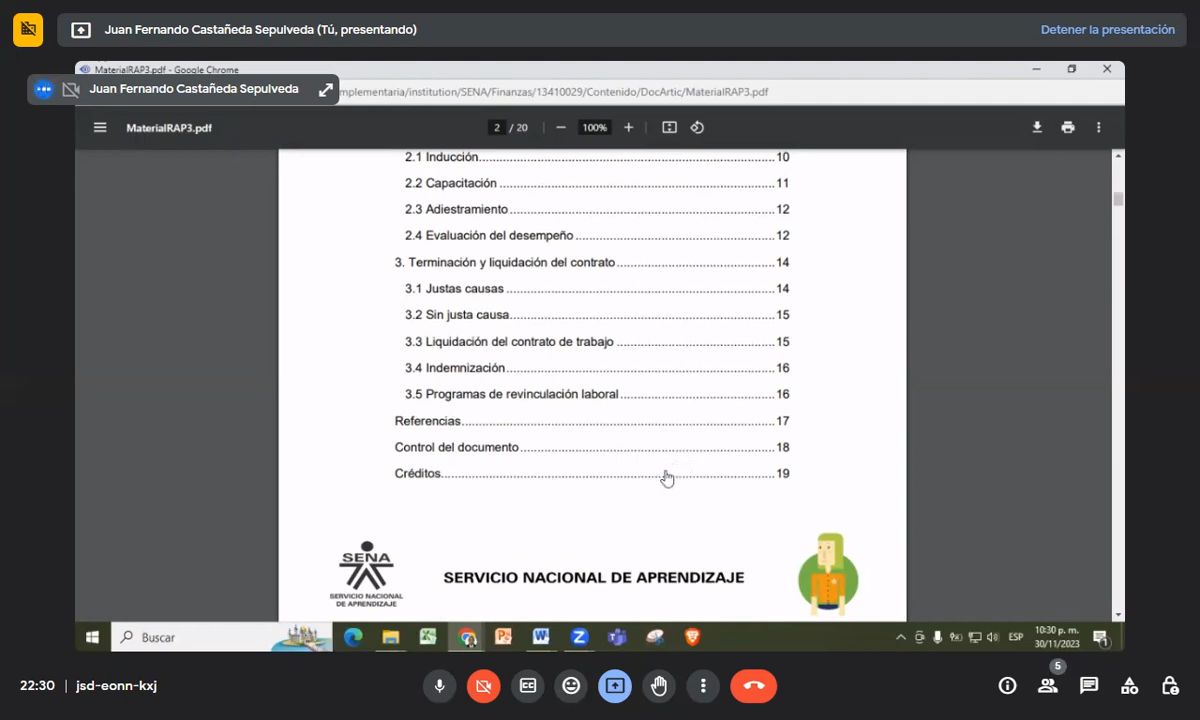 Juan Fernando Castañeda Sepulveda (Tú, presentando)
Detener la presentación
MaterialRAP3.pdf - Google Chrome
Juan Fernando Castañeda Sepulveda
mplementaria/institution/SENA/Finanzas/13410029/Contenido/DocArtic/MaterialRAP3.pdf
MaterialRAP3.pdf
2 / 20
100%
2.1 Inducción 10
2.2 Capacitación 11
2.3 Adiestramiento 12
2.4 Evaluación del desempeño 12
3. Terminación y liquidación del contrato 14
3.1 Justas causas 14
3.2 Sin justa causa 15
3.3 Liquidación del contrato de trabajo 15
3.4 Indemnización 16
3.5 Programas de revinculación laboral 16
Referencias 17
Control del documento 18
Créditos 19
SENA
SERVICIO NACIONAL
DE APRENDIZAJE
SERVICIO NACIONAL DE APRENDIZAJE
Buscar
ESP
10:30 p. m.
30/11/2023
1
22:30 | jsd-eonn-kxj
5